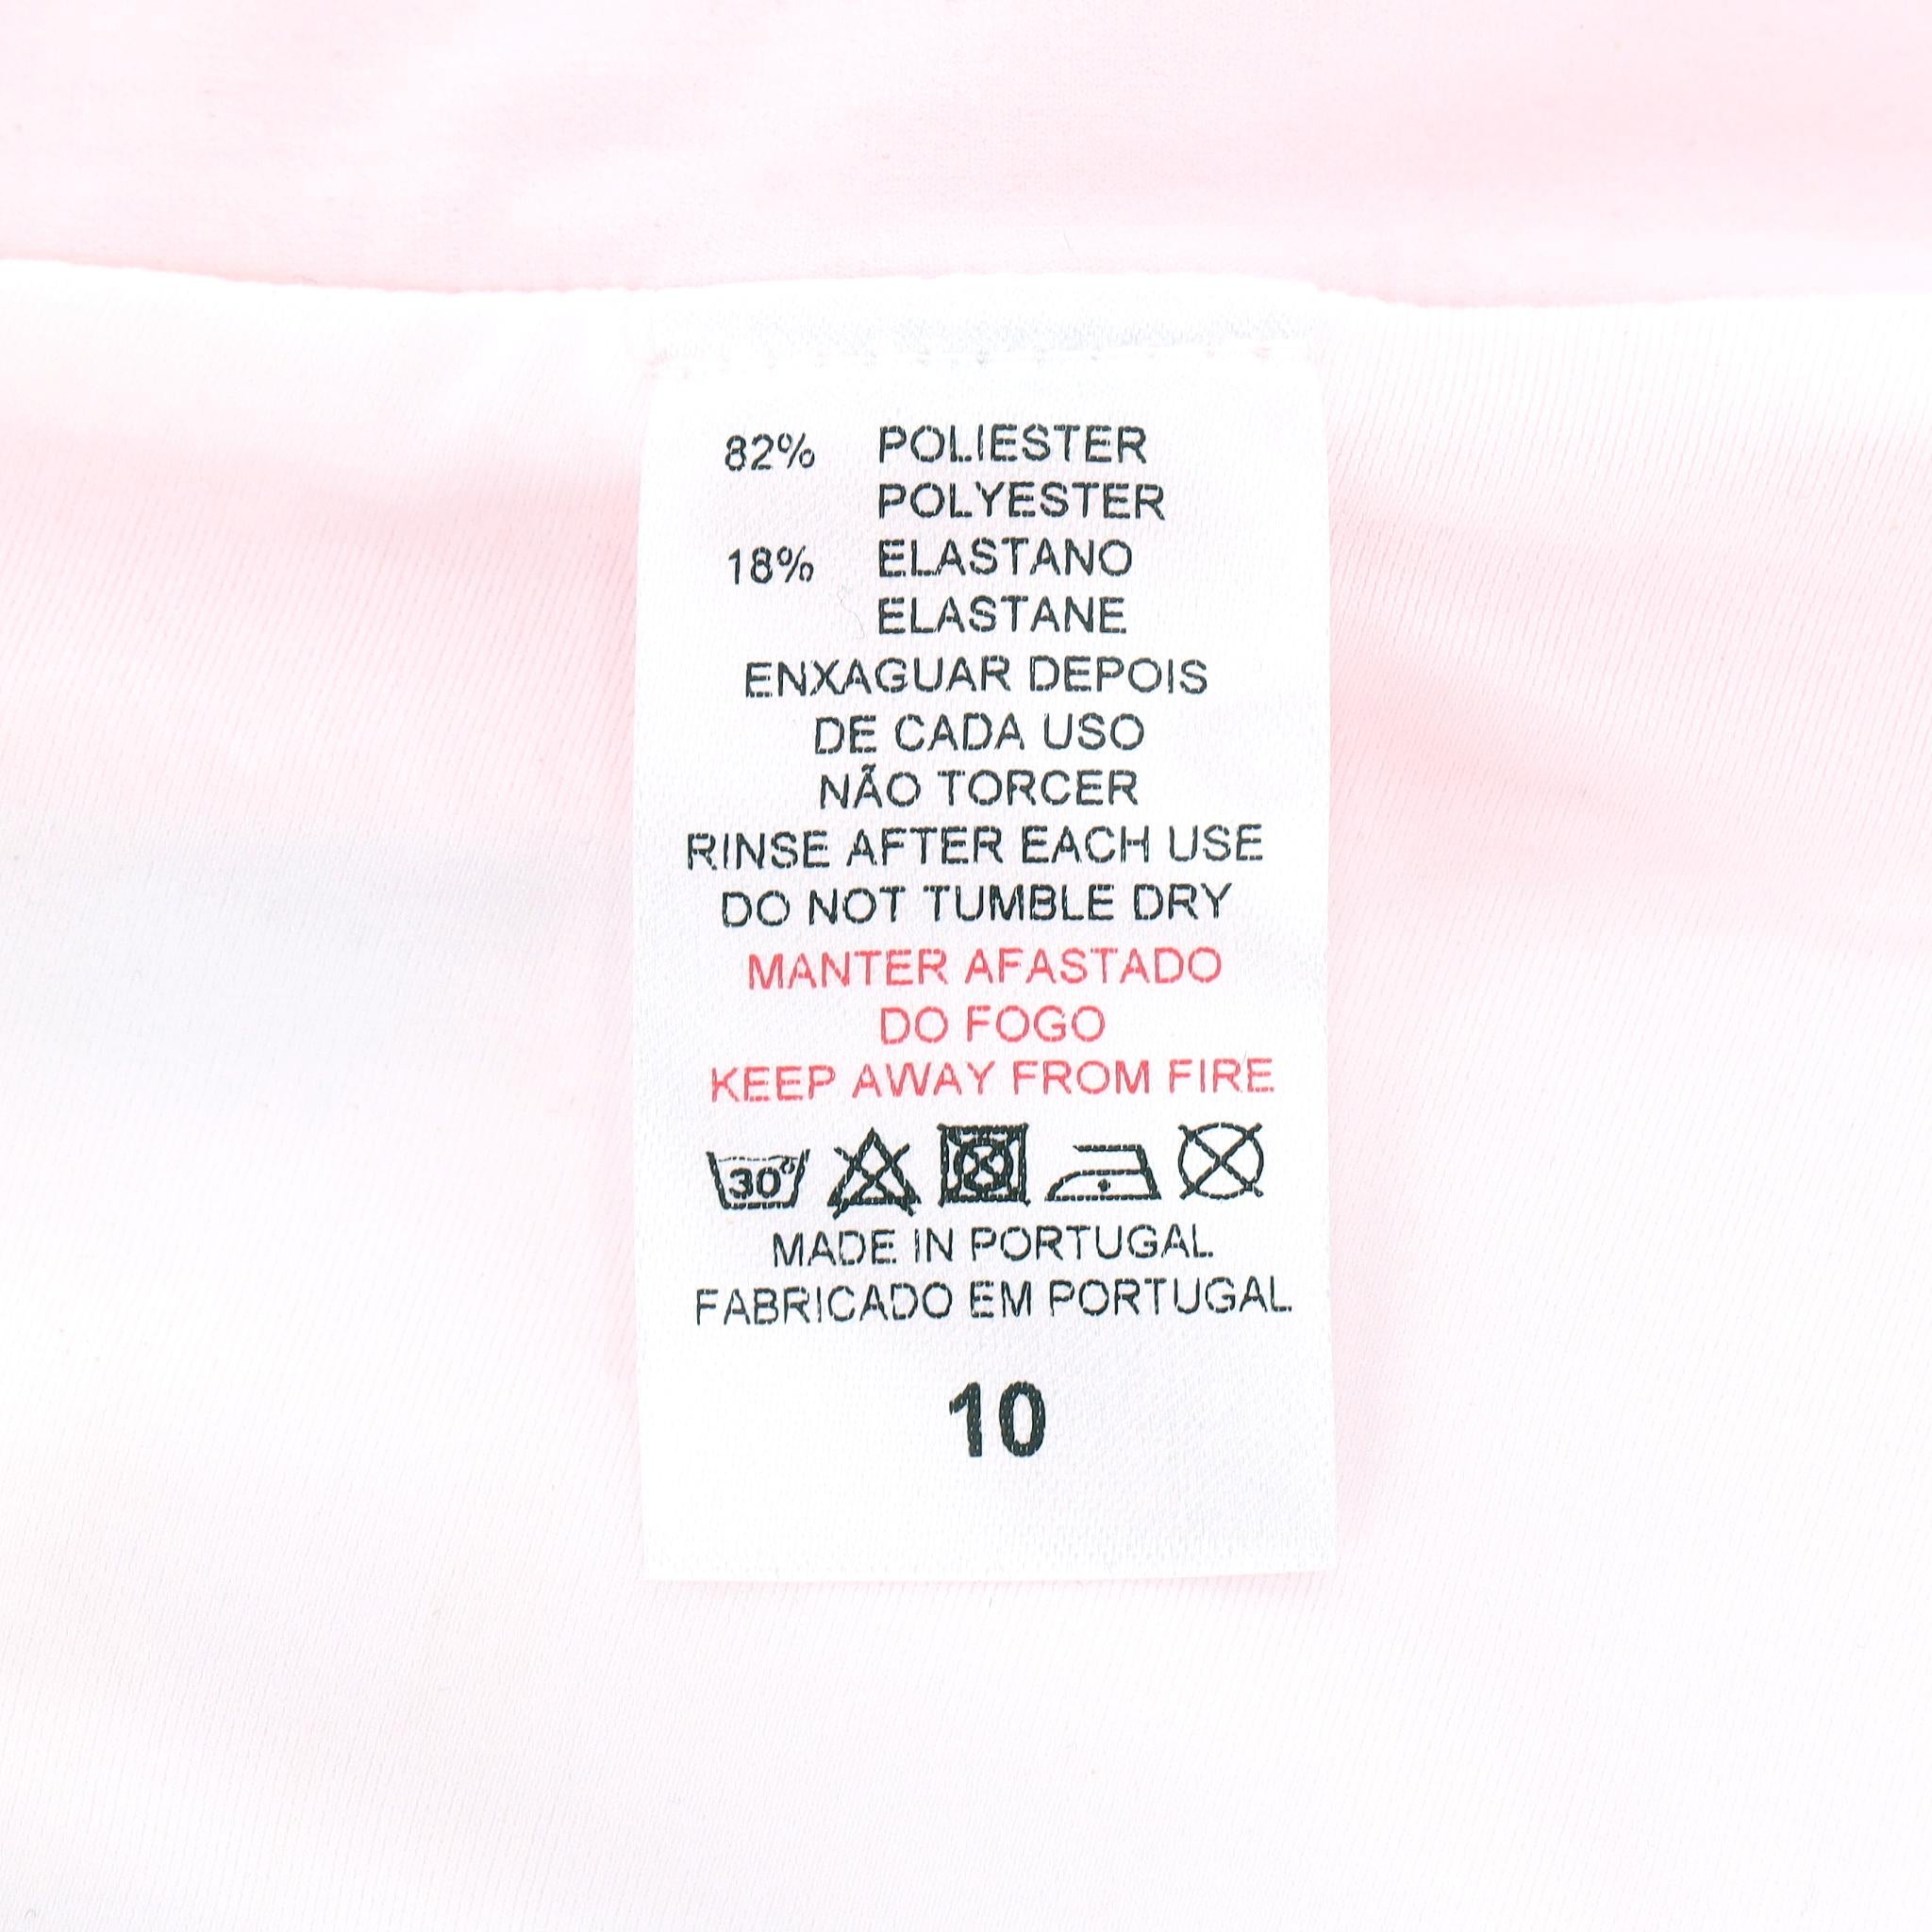 82% POLIESTER
POLYESTER
18% ELASTANO
ELASTANE
ENXAGUAR DEPOIS
DE CADA USO
NÃO TORCER
RINSE AFTER EACH USE
DO NOT TUMBLE DRY
MANTER AFASTADO
DO FOGO
KEEP AWAY FROM FIRE
30°
MADE IN PORTUGAL
FABRICADO EM PORTUGAL
10